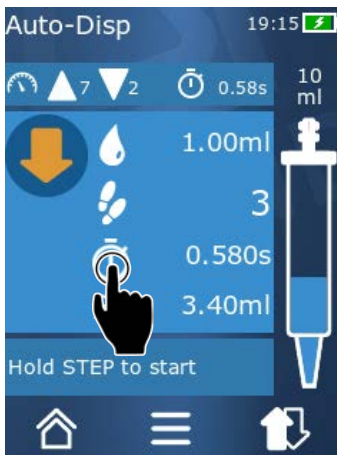 Auto-Disp 19:15
7 2 0.58s 10 ml
1.00ml
3
0.580s
3.40ml
Hold STEP to start